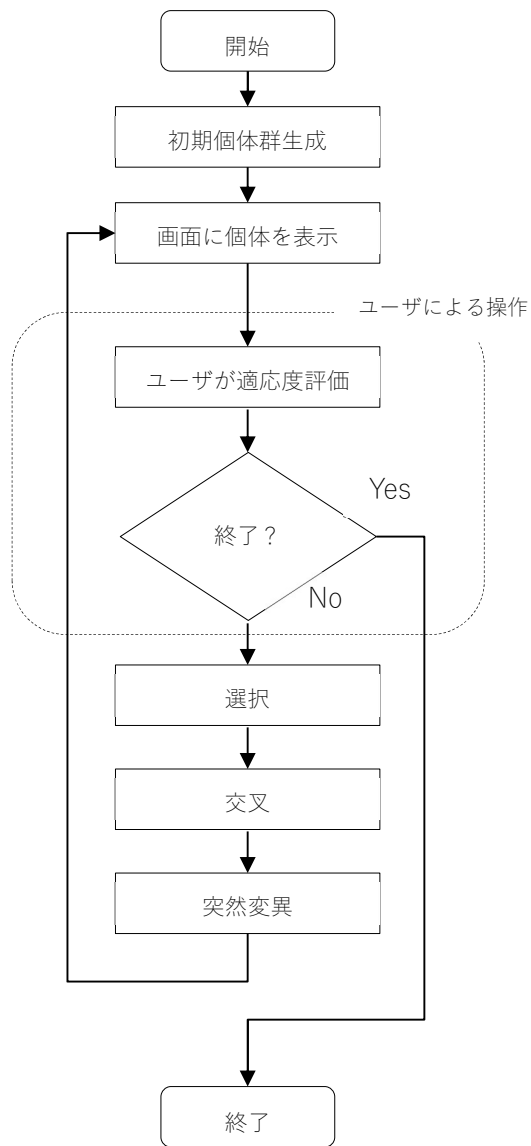 開始
初期個体群生成
画面に個体を表示
ユーザによる操作
ユーザが適応度評価
Yes
終了？
No
選択
交叉
突然変異
終了